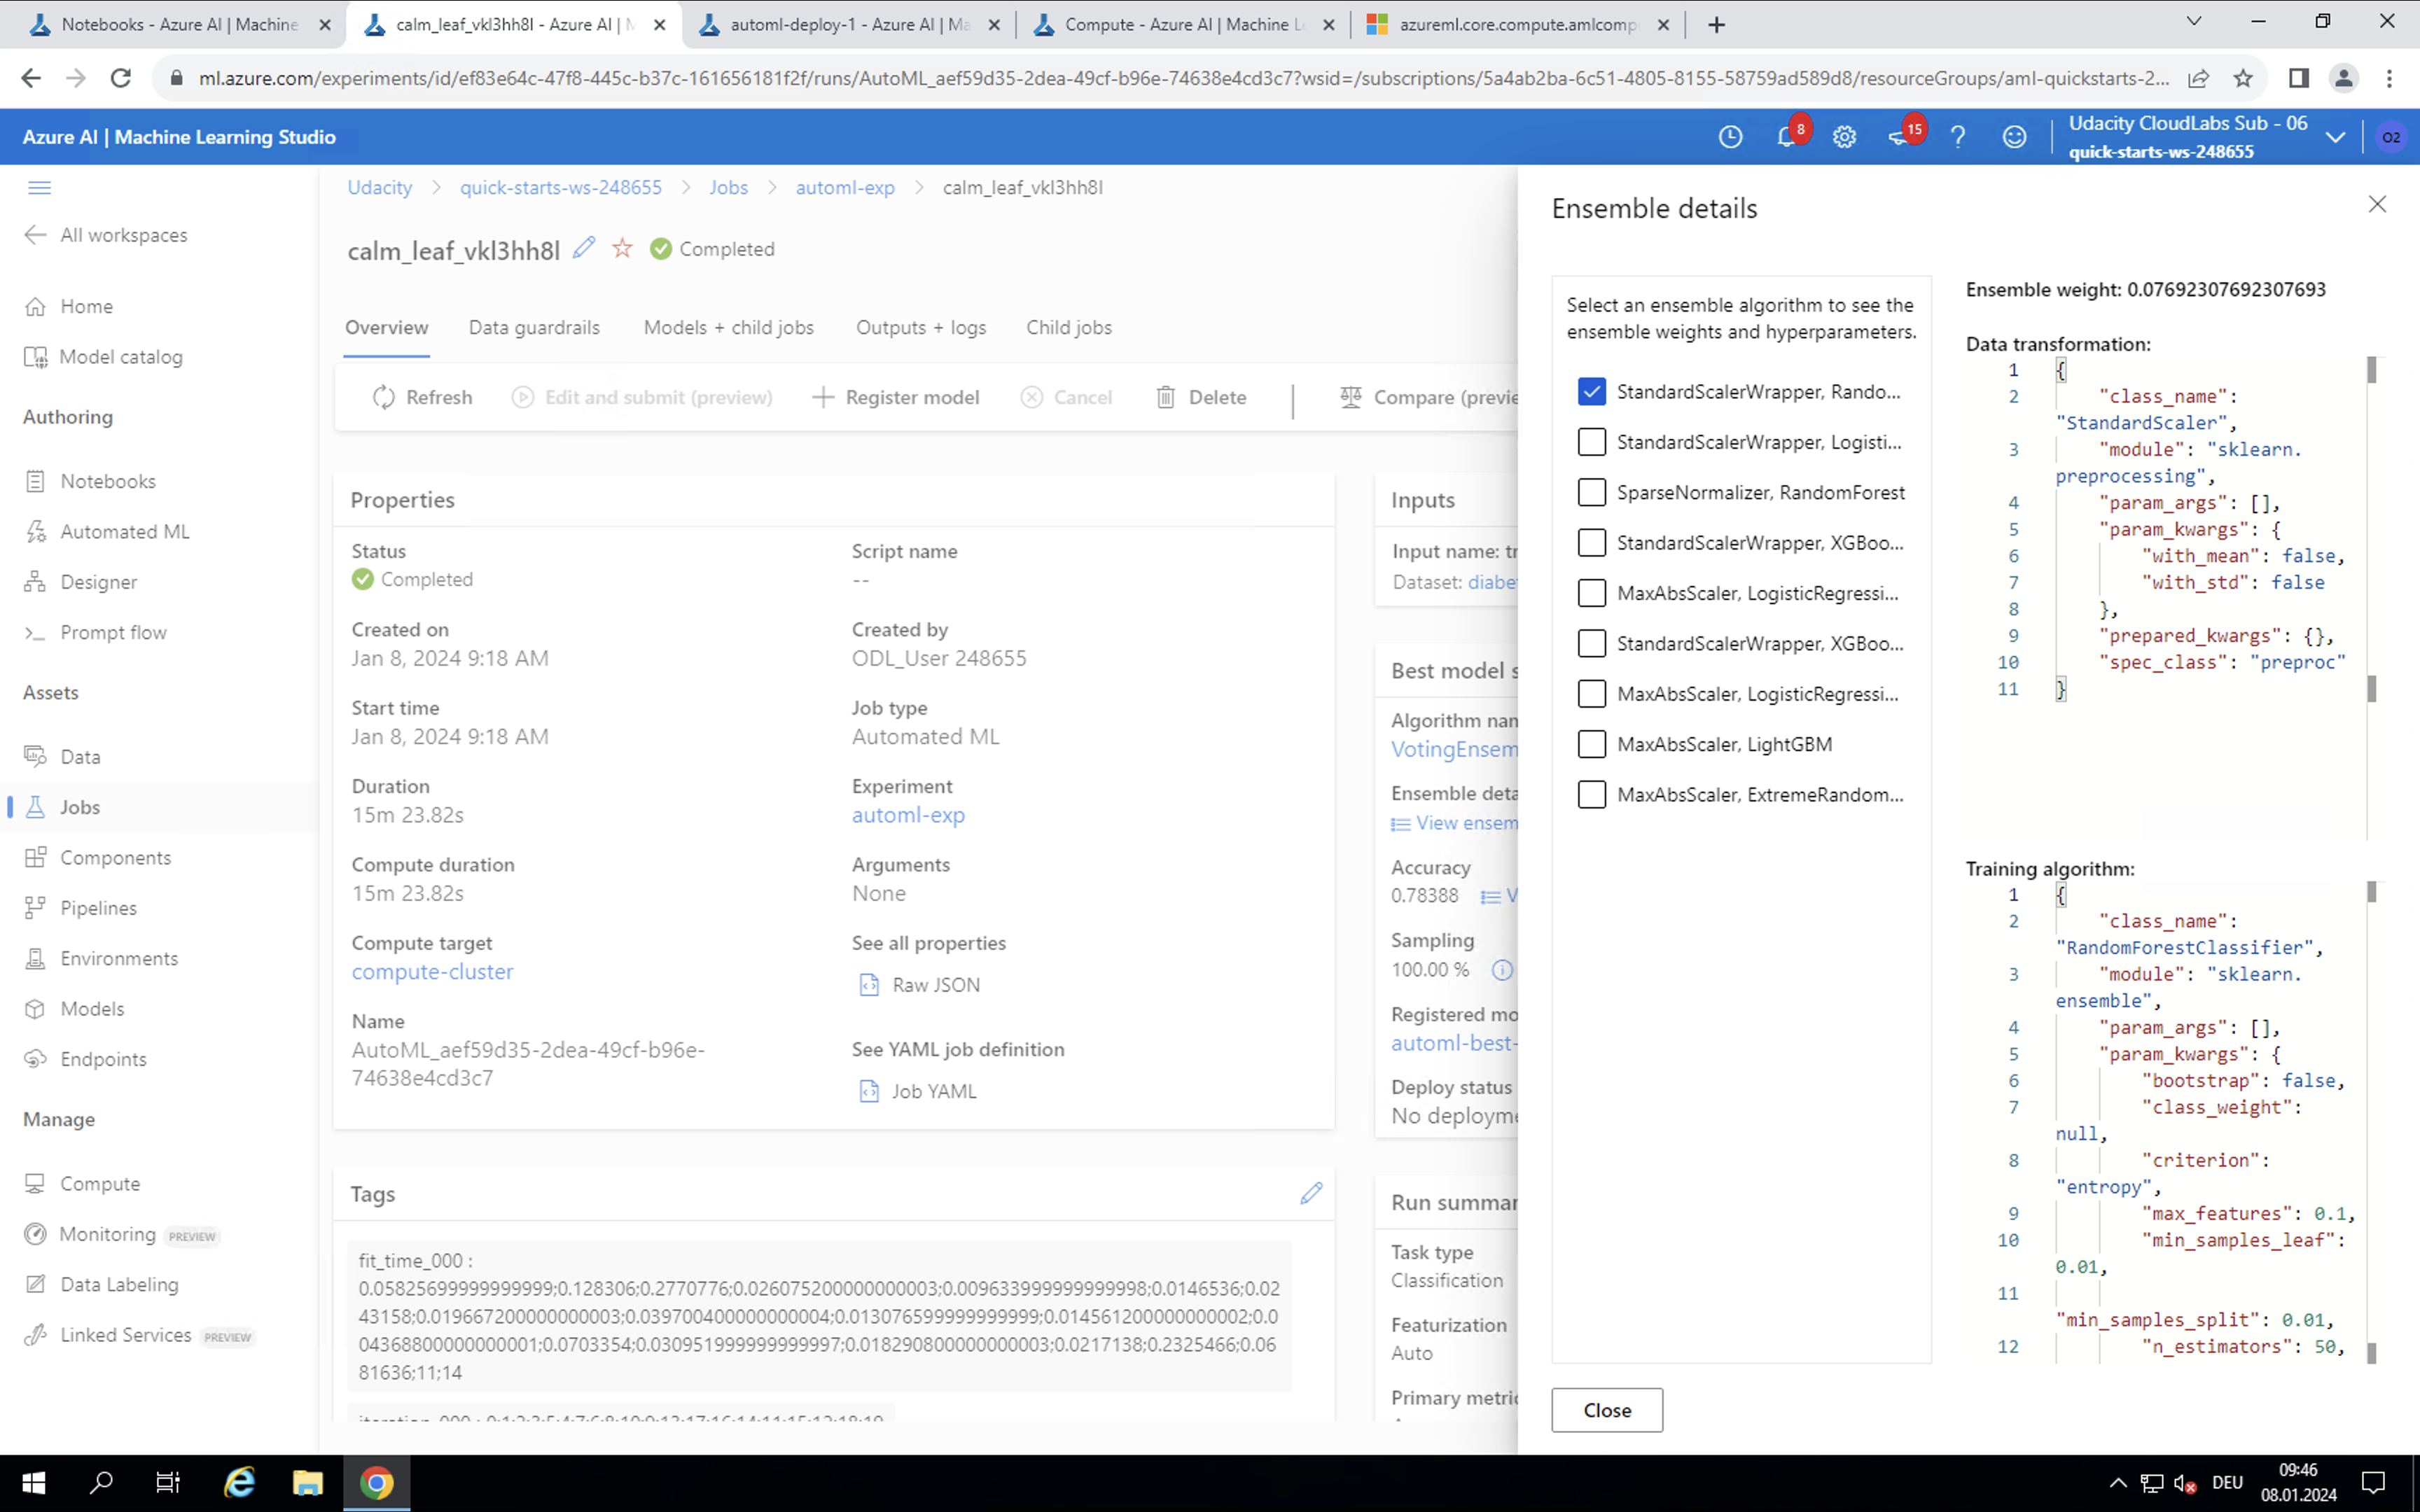 Notebooks - Azure AI | Machine
calm_leaf_vkl3hh8l - Azure AI | M
automl-deploy-1 - Azure AI | Ma
Compute - Azure AI | Machine Le
azureml.core.compute.amlcomp
ml.azure.com/experiments/id/ef83e64c-47f8-445c-b37c-161656181f2f/runs/AutoML_aef59d35-2dea-49cf-b96e-74638e4cd3c7?wsid=/subscriptions/5a4ab2ba-6c51-4805-8155-58759ad589d8/resourceGroups/aml-quickstarts-2...
Azure AI | Machine Learning Studio
8
15
Udacity CloudLabs Sub - 06
quick-starts-ws-248655
O2
All workspaces
Home
Model catalog
Authoring
Notebooks
Automated ML
Designer
Prompt flow
Assets
Data
Jobs
Components
Pipelines
Environments
Models
Endpoints
Manage
Compute
Monitoring PREVIEW
Data Labeling
Linked Services PREVIEW
Udacity > quick-starts-ws-248655 > Jobs > automl-exp > calm_leaf_vkl3hh8l
calm_leaf_vkl3hh8l Completed
Overview Data guardrails Models + child jobs Outputs + logs Child jobs
Refresh Edit and submit (preview) Register model Cancel Delete | Compare (previe
Properties
Status
Completed
Created on
Jan 8, 2024 9:18 AM
Start time
Jan 8, 2024 9:18 AM
Duration
15m 23.82s
Compute duration
15m 23.82s
Compute target
compute-cluster
Name
AutoML_aef59d35-2dea-49cf-b96e-
74638e4cd3c7
Script name
--
Created by
ODL_User 248655
Job type
Automated ML
Experiment
automl-exp
Arguments
None
See all properties
Raw JSON
See YAML job definition
Job YAML
Tags
fit_time_000 :
0.05825699999999999;0.128306;0.2770776;0.026075200000000003;0.009633999999999998;0.0146536;0.02
43158;0.019667200000000003;0.039700400000000004;0.013076599999999999;0.014561200000000002;0.0
04368800000000001;0.0703354;0.030951999999999997;0.018290800000000003;0.0217138;0.2325466;0.06
81636;11;14
Inputs
Input name: tr
Dataset: diabe
Best model s
Algorithm nam
VotingEnsem
Ensemble deta
View ensem
Accuracy
0.78388 V
Sampling
100.00 %
Registered mo
automl-best-
Deploy status
No deployme
Run summar
Task type
Classification
Featurization
Auto
Primary metric
Ensemble details
Select an ensemble algorithm to see the
ensemble weights and hyperparameters.
StandardScalerWrapper, Rando...
StandardScalerWrapper, Logisti...
SparseNormalizer, RandomForest
StandardScalerWrapper, XGBoo...
MaxAbsScaler, LogisticRegressi...
StandardScalerWrapper, XGBoo...
MaxAbsScaler, LogisticRegressi...
MaxAbsScaler, LightGBM
MaxAbsScaler, ExtremeRandom...
Ensemble weight: 0.07692307692307693
Data transformation:
1 {
2 "class_name":
"StandardScaler",
3 "module": "sklearn.
preprocessing",
4 "param_args": [],
5 "param_kwargs": {
6 "with_mean": false,
7 "with_std": false
8 },
9 "prepared_kwargs": {},
10 "spec_class": "preproc"
11 }
Training algorithm:
1 {
2 "class_name":
"RandomForestClassifier",
3 "module": "sklearn.
ensemble",
4 "param_args": [],
5 "param_kwargs": {
6 "bootstrap": false,
7 "class_weight":
null,
8 "criterion":
"entropy",
9 "max_features": 0.1,
10 "min_samples_leaf":
0.01,
11
"min_samples_split": 0.01,
12 "n_estimators": 50,
Close
DEU
09:46
08.01.2024